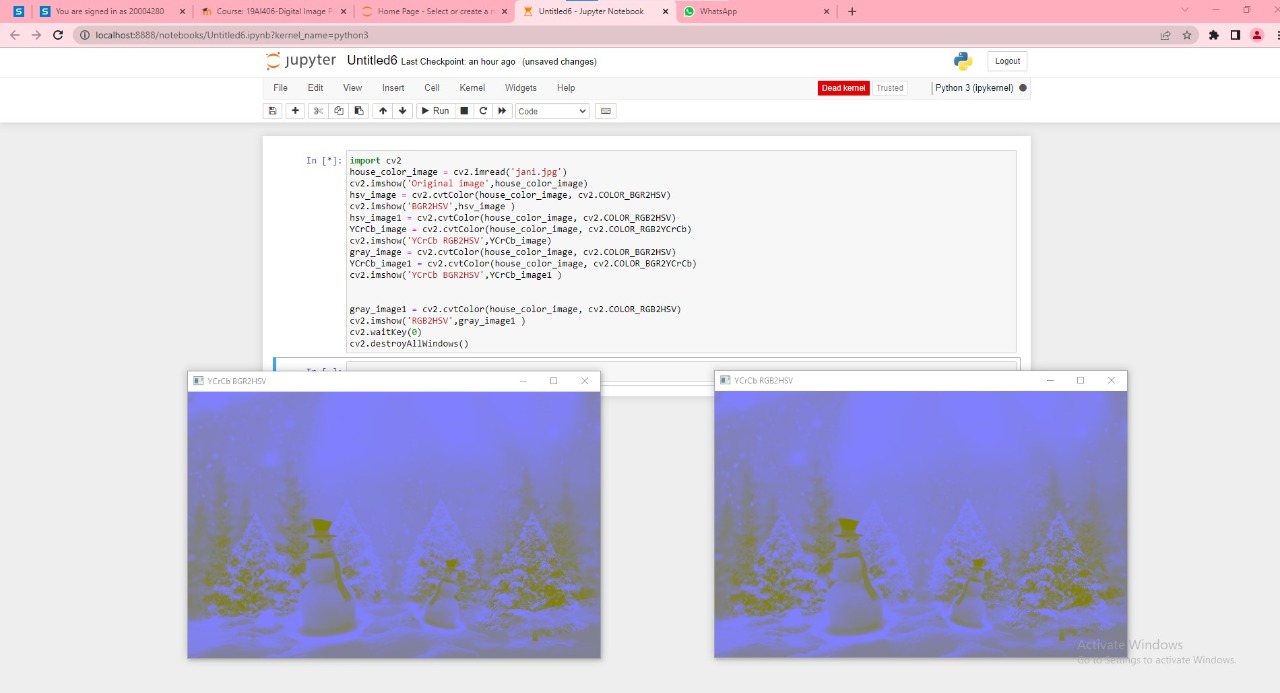 You are signed in as 20004280
Course: 19AI406-Digital Image P
Home Page - Select or create a n
Untitled6 - Jupyter Notebook
WhatsApp
localhost:8888/notebooks/Untitled6.ipynb?kernel_name=python3
jupyter Untitled6 Last Checkpoint: an hour ago (unsaved changes)
Logout
File Edit View Insert Cell Kernel Widgets Help
Dead kernel Trusted Python 3 (ipykernel)
Run Code
In [*]: import cv2
house_color_image = cv2.imread('jani.jpg')
cv2.imshow('Original image',house_color_image)
hsv_image = cv2.cvtColor(house_color_image, cv2.COLOR_BGR2HSV)
cv2.imshow('BGR2HSV',hsv_image )
hsv_image1 = cv2.cvtColor(house_color_image, cv2.COLOR_RGB2HSV)
YCrCb_image = cv2.cvtColor(house_color_image, cv2.COLOR_RGB2YCrCb)
cv2.imshow('YCrCb RGB2HSV',YCrCb_image)
gray_image = cv2.cvtColor(house_color_image, cv2.COLOR_BGR2HSV)
YCrCb_image1 = cv2.cvtColor(house_color_image, cv2.COLOR_BGR2YCrCb)
cv2.imshow('YCrCb BGR2HSV',YCrCb_image1 )
gray_image1 = cv2.cvtColor(house_color_image, cv2.COLOR_RGB2HSV)
cv2.imshow('RGB2HSV',gray_image1 )
cv2.waitKey(0)
cv2.destroyAllWindows()
YCrCb BGR2HSV
YCrCb RGB2HSV
Activate Windows
Go to Settings to activate Windows.